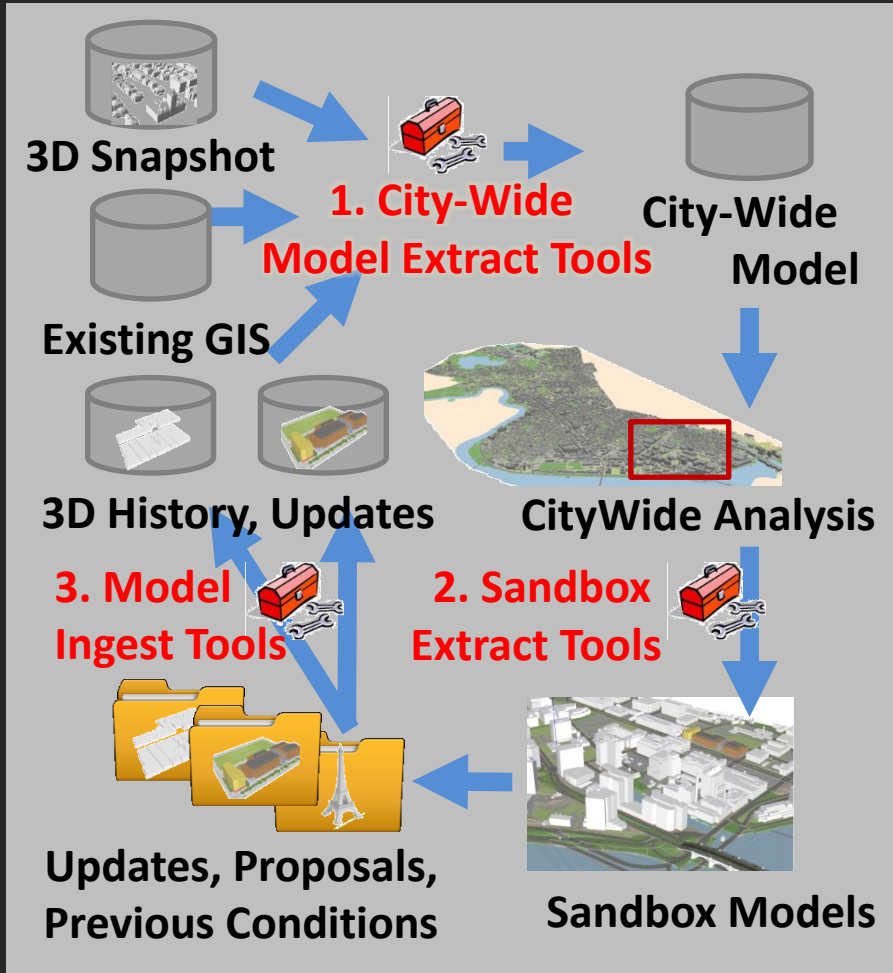 3D Snapshot
1. City-Wide
Model Extract Tools
City-Wide
Model
Existing GIS
3D History, Updates
CityWide Analysis
3. Model
Ingest Tools
2. Sandbox
Extract Tools
Updates, Proposals,
Previous Conditions
Sandbox Models